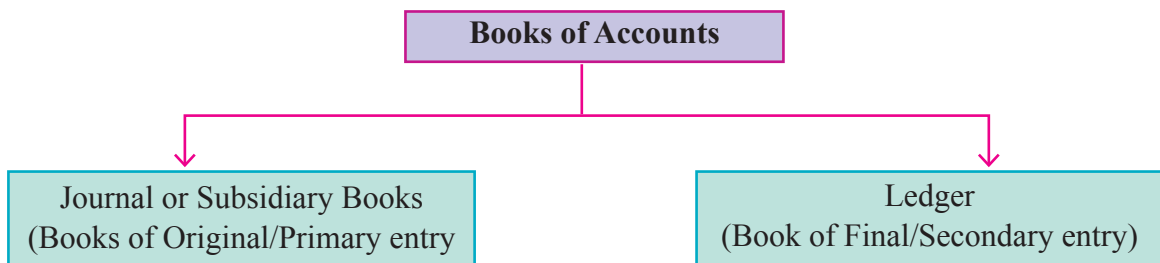 Books of Accounts
Journal or Subsidiary Books
(Books of Original/Primary entry
Ledger
(Book of Final/Secondary entry)